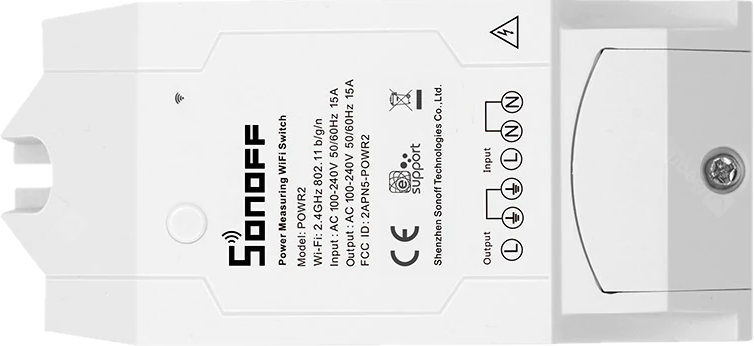 SONOFF
Power Measuring WiFi Switch
Model: POWR2
Wi-Fi: 2.4GHz 802.11 b/g/n
Input: AC 100-240V 50/60Hz 15A
Output: AC 100-240V 50/60Hz 15A
FCC ID: 2APN5-POWR2
CE
e support
Shenzhen Sonoff Technologies Co.,Ltd.
Output Input
L L N N